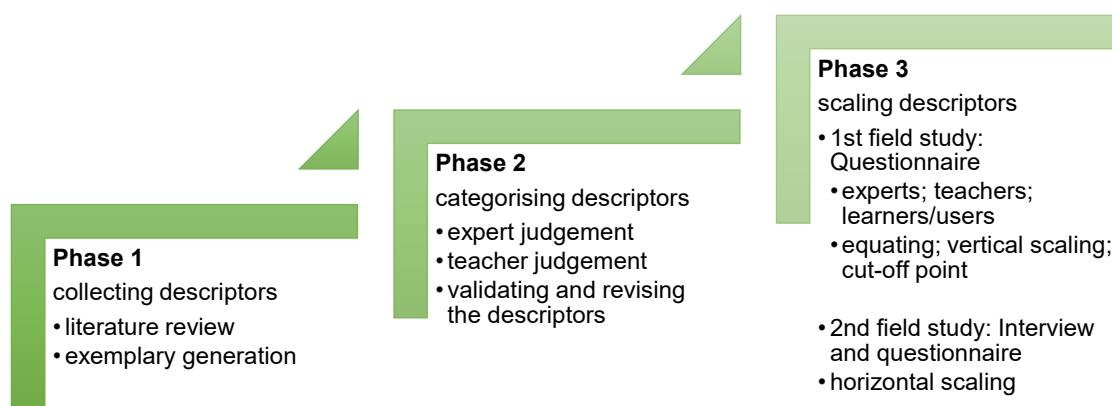 Phase 1
collecting descriptors
• literature review
• exemplary generation
Phase 2
categorising descriptors
• expert judgement
• teacher judgement
• validating and revising
the descriptors
Phase 3
scaling descriptors
• 1st field study:
Questionnaire
• experts; teachers;
learners/users
• equating; vertical scaling;
cut-off point
• 2nd field study: Interview
and questionnaire
• horizontal scaling